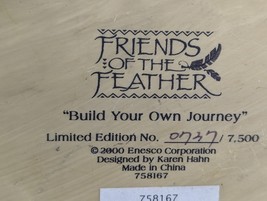 FRIENDS
OF THE
FEATHER
"Build Your Own Journey"
Limited Edition No. 0737/7,500
©2000 Enesco Corporation
Designed by Karen Hahn
Made in China
758167
758167